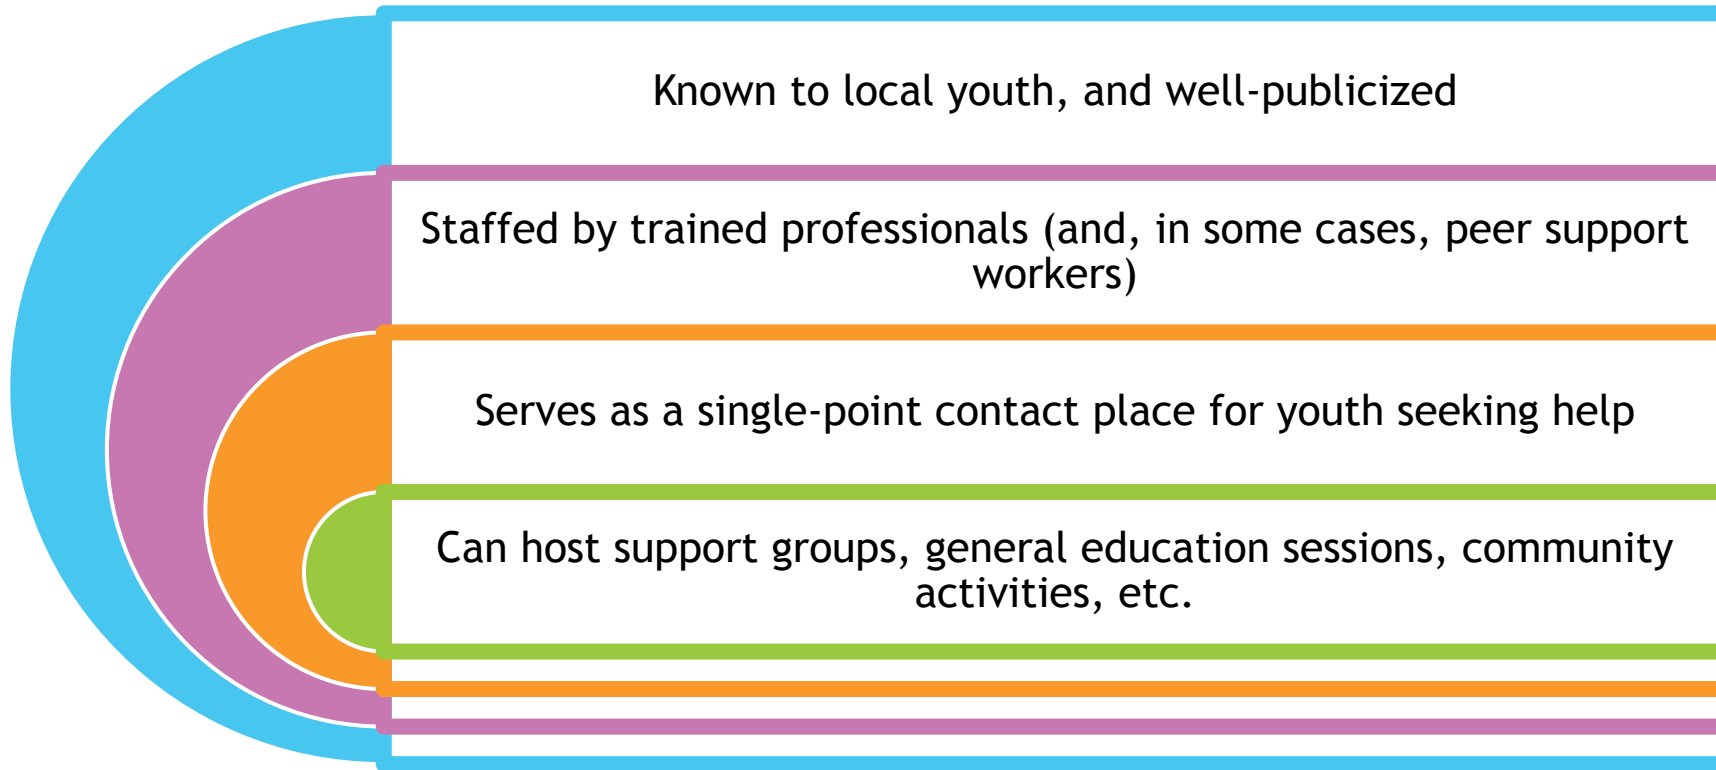 Known to local youth, and well-publicized
Staffed by trained professionals (and, in some cases, peer support
workers)
Serves as a single-point contact place for youth seeking help
Can host support groups, general education sessions, community
activities, etc.